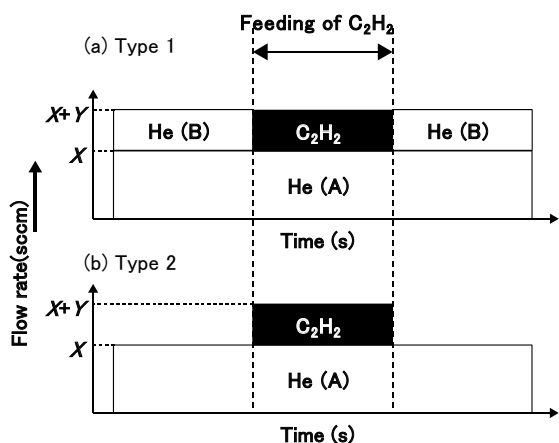 Feeding of C₂H₂
(a) Type 1
X+Y
He (B) C₂H₂ He (B)
X
He (A)
Time (s)
Flow rate(sccm)
(b) Type 2
X+Y
C₂H₂
X
He (A)
Time (s)